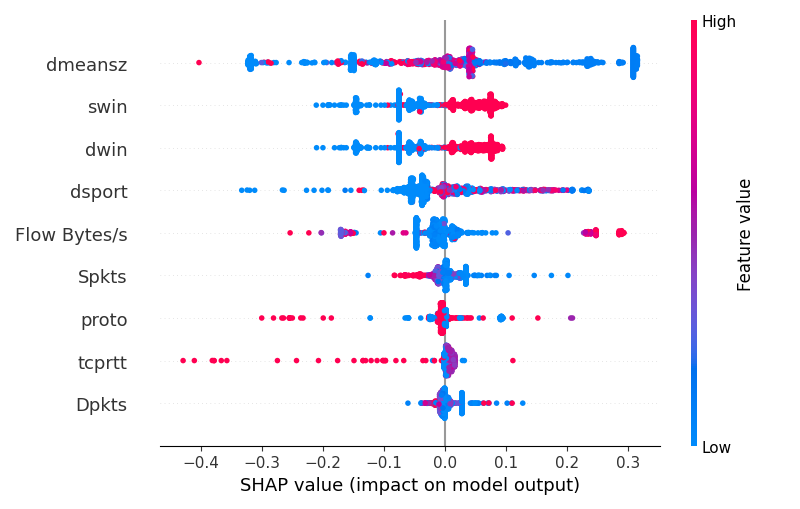 High
dmeansz
swin
dwin
dsport
Flow Bytes/s
Spkts
proto
tcprtt
Dpkts
Low
Feature value
−0.4 −0.3 −0.2 −0.1 0.0 0.1 0.2 0.3
SHAP value (impact on model output)